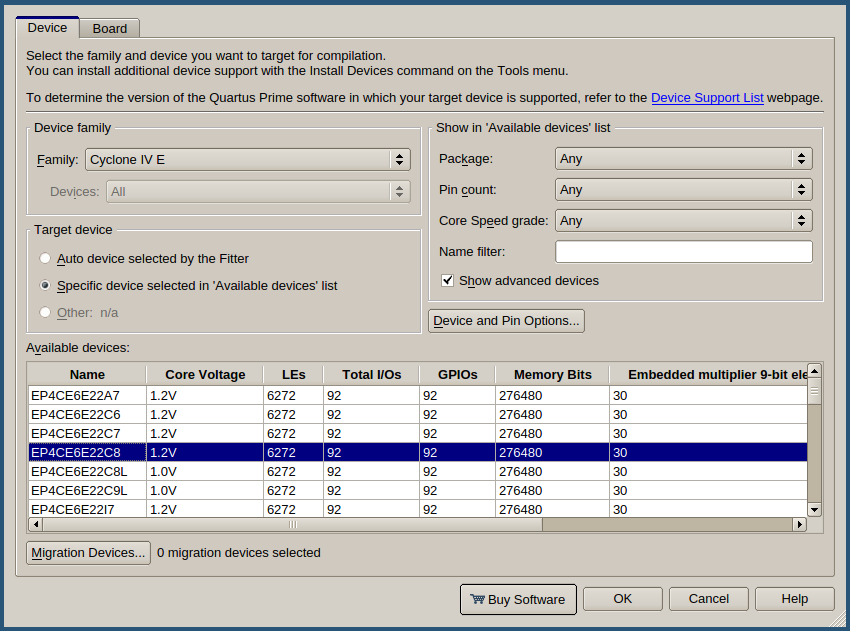 Device Board
Select the family and device you want to target for compilation.
You can install additional device support with the Install Devices command on the Tools menu.
To determine the version of the Quartus Prime software in which your target device is supported, refer to the Device Support List webpage.
Device family
Family: Cyclone IV E
Devices: All
Target device
Auto device selected by the Fitter
Specific device selected in 'Available devices' list
Other: n/a
Show in 'Available devices' list
Package: Any
Pin count: Any
Core Speed grade: Any
Name filter:
Show advanced devices
Device and Pin Options...
Available devices:
Name Core Voltage LEs Total I/Os GPIOs Memory Bits Embedded multiplier 9-bit ele
EP4CE6E22A7 1.2V 6272 92 92 276480 30
EP4CE6E22C6 1.2V 6272 92 92 276480 30
EP4CE6E22C7 1.2V 6272 92 92 276480 30
EP4CE6E22C8 1.2V 6272 92 92 276480 30
EP4CE6E22C8L 1.0V 6272 92 92 276480 30
EP4CE6E22C9L 1.0V 6272 92 92 276480 30
EP4CE6E22I7 1.2V 6272 92 92 276480 30
Migration Devices... 0 migration devices selected
Buy Software OK Cancel Help